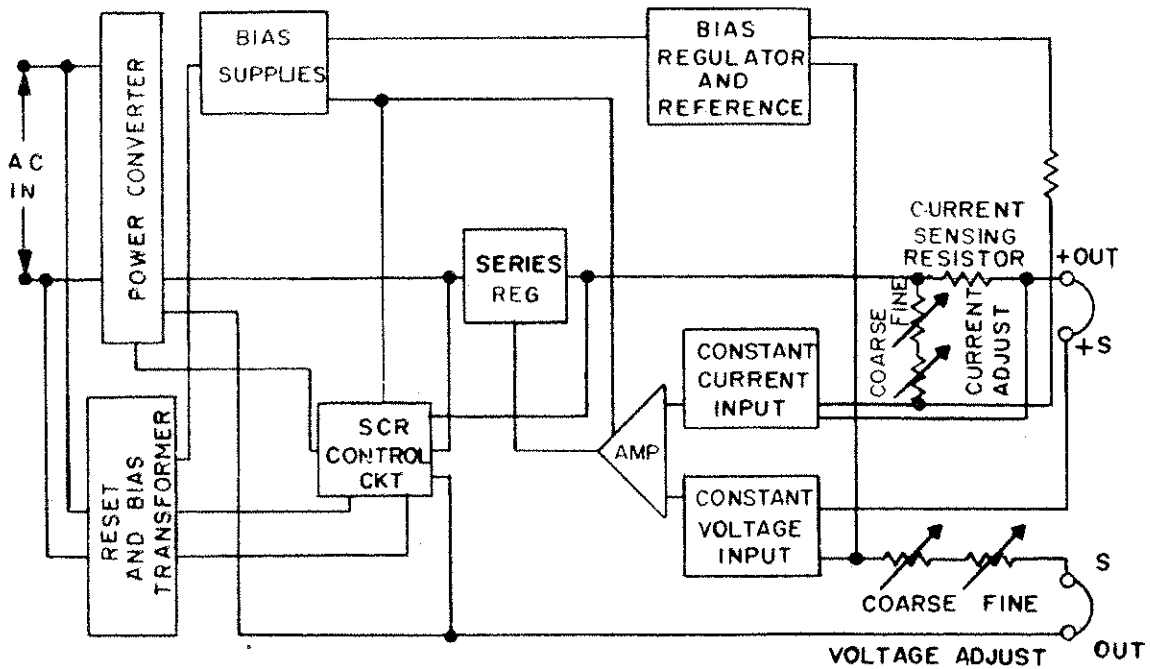 AC
IN
POWER CONVERTER
BIAS
SUPPLIES
BIAS
REGULATOR
AND
REFERENCE
SERIES
REG
CURRENT
SENSING
RESISTOR
+OUT
+S
COARSE
FINE
CURRENT
ADJUST
CONSTANT
CURRENT
INPUT
RESET
AND BIAS
TRANSFORMER
SCR
CONTROL
CKT
AMP
CONSTANT
VOLTAGE
INPUT
S
COARSE FINE
VOLTAGE ADJUST
OUT